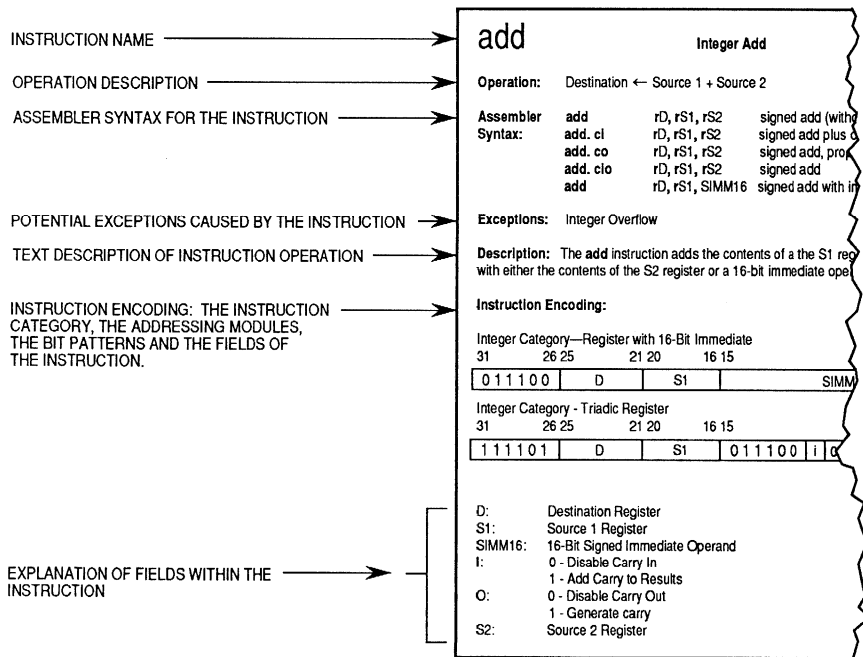 INSTRUCTION NAME
add
Integer Add
OPERATION DESCRIPTION
Operation: Destination ← Source 1 + Source 2
ASSEMBLER SYNTAX FOR THE INSTRUCTION
Assembler add rD, rS1, rS2 signed add
Syntax: add. ci rD, rS1, rS2 signed add plus
add. co rD, rS1, rS2 signed add,
add. cio rD, rS1, rS2 signed add
add rD, rS1, SIMM16 signed add with
POTENTIAL EXCEPTIONS CAUSED BY THE INSTRUCTION
Exceptions: Integer Overflow
TEXT DESCRIPTION OF INSTRUCTION OPERATION
Description: The add instruction adds the contents of a the S1
with either the contents of the S2 register or a 16-bit immediate
INSTRUCTION ENCODING: THE INSTRUCTION
CATEGORY, THE ADDRESSING MODULES,
THE BIT PATTERNS AND THE FIELDS OF
THE INSTRUCTION.
Instruction Encoding:
Integer Category—Register with 16-Bit Immediate
31 26 25 21 20 16 15
011100 D S1 SIMM
Integer Category - Triadic Register
31 26 25 21 20 16 15
111101 D S1 011100 i
EXPLANATION OF FIELDS WITHIN THE
INSTRUCTION
D: Destination Register
S1: Source 1 Register
SIMM16: 16-Bit Signed Immediate Operand
I: 0 - Disable Carry In
1 - Add Carry to Results
O: 0 - Disable Carry Out
1 - Generate carry
S2: Source 2 Register